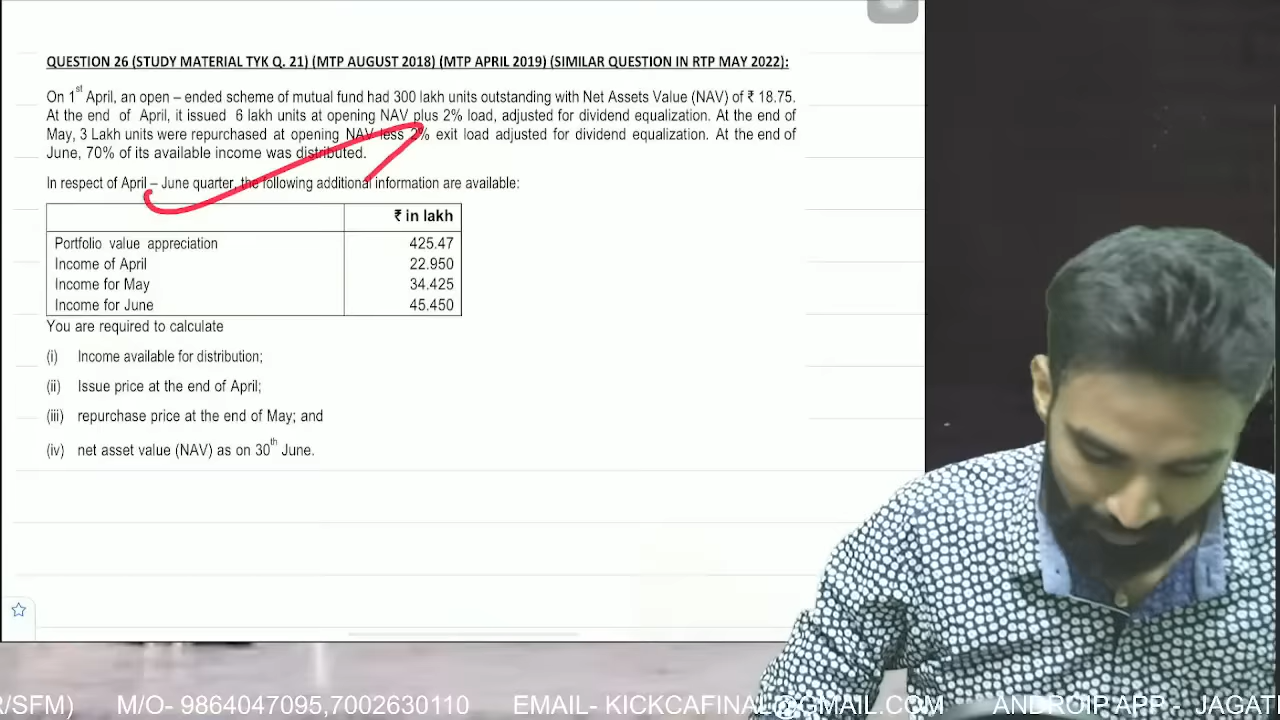 QUESTION 26 (STUDY MATERIAL TYK Q. 21) (MTP AUGUST 2018) (MTP APRIL 2019) (SIMILAR QUESTION IN RTP MAY 2022):
On 1st April, an open – ended scheme of mutual fund had 300 lakh units outstanding with Net Assets Value (NAV) of ₹ 18.75.
At the end of April, it issued 6 lakh units at opening NAV plus 2% load, adjusted for dividend equalization. At the end of
May, 3 Lakh units were repurchased at opening NAV less 2% exit load adjusted for dividend equalization. At the end of
June, 70% of its available income was distributed.
In respect of April – June quarter, the following additional information are available:
₹ in lakh
Portfolio value appreciation 425.47
Income of April 22.950
Income for May 34.425
Income for June 45.450
You are required to calculate
(i) Income available for distribution;
(ii) Issue price at the end of April;
(iii) repurchase price at the end of May; and
(iv) net asset value (NAV) as on 30th June.
R/SFM) M/O- 9864047095,7002630110 EMAIL- KICKCAFINAL@GMAIL.COM ANDROID APP - JAGAT